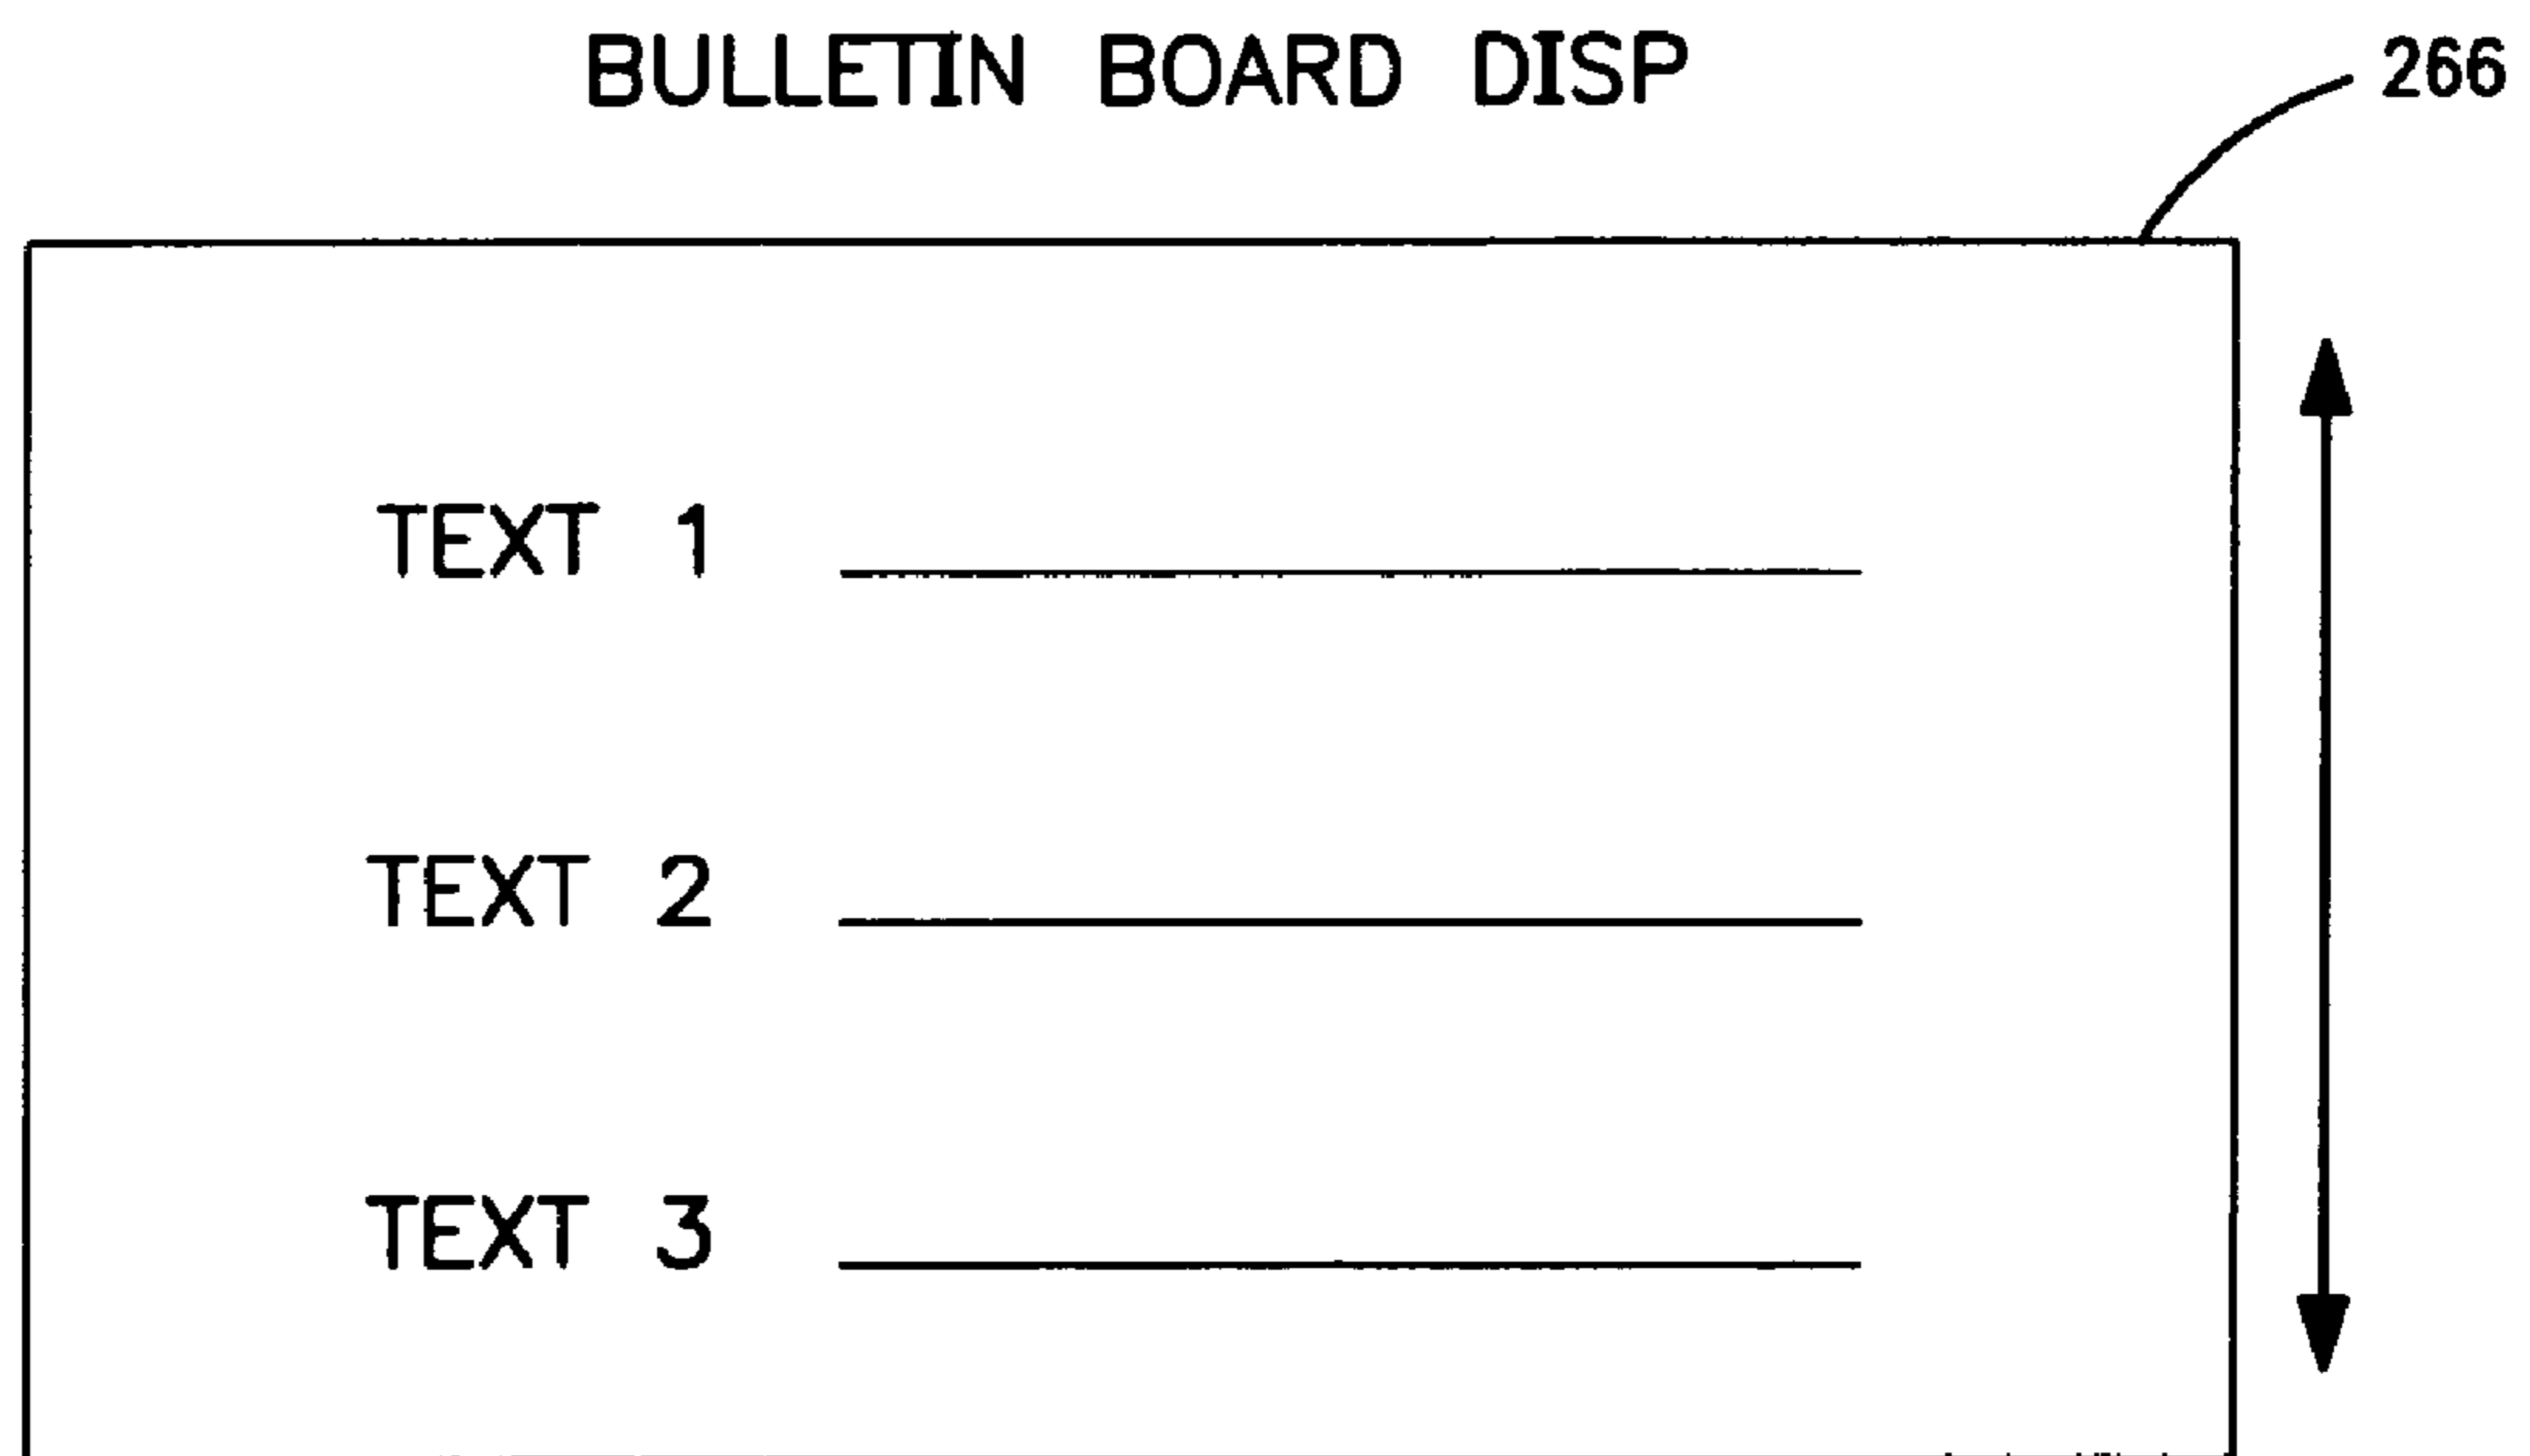 BULLETIN BOARD DISP
266
TEXT 1
TEXT 2
TEXT 3